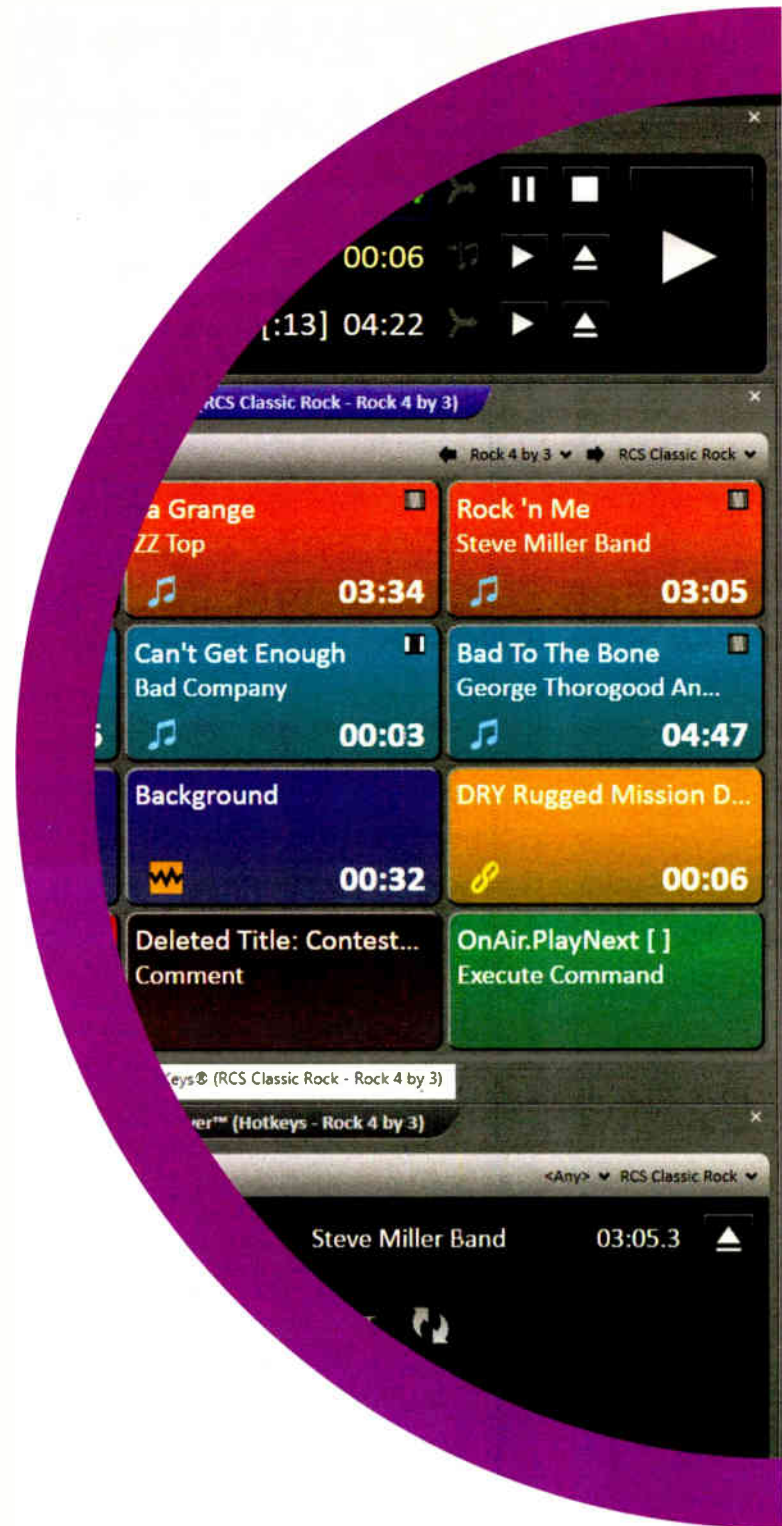 00:06
[:13] 04:22
(RCS Classic Rock - Rock 4 by 3)
Rock 4 by 3 RCS Classic Rock
a Grange
ZZ Top
03:34
Rock 'n Me
Steve Miller Band
03:05
Can't Get Enough
Bad Company
00:03
Bad To The Bone
George Thorogood An...
04:47
Background
00:32
DRY Rugged Mission D...
00:06
Deleted Title: Contest...
Comment
OnAir.PlayNext [ ]
Execute Command
Keys® (RCS Classic Rock - Rock 4 by 3)
er™ (Hotkeys - Rock 4 by 3)
<Any> RCS Classic Rock
Steve Miller Band 03:05.3